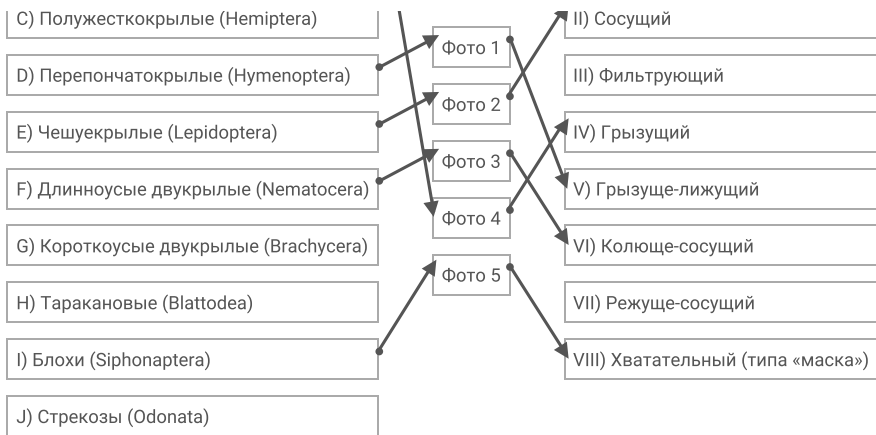 C) Полужесткокрылые (Hemiptera)
D) Перепончатокрылые (Hymenoptera)
E) Чешуекрылые (Lepidoptera)
F) Длинноусые двукрылые (Nematocera)
G) Короткоусые двукрылые (Brachycera)
H) Таракановые (Blattodea)
I) Блохи (Siphonaptera)
J) Стрекозы (Odonata)
Фото 1
Фото 2
Фото 3
Фото 4
Фото 5
II) Сосущий
III) Фильтрующий
IV) Грызущий
V) Грызуще-лижущий
VI) Колюще-сосущий
VII) Режуще-сосущий
VIII) Хватательный (типа «маска»)